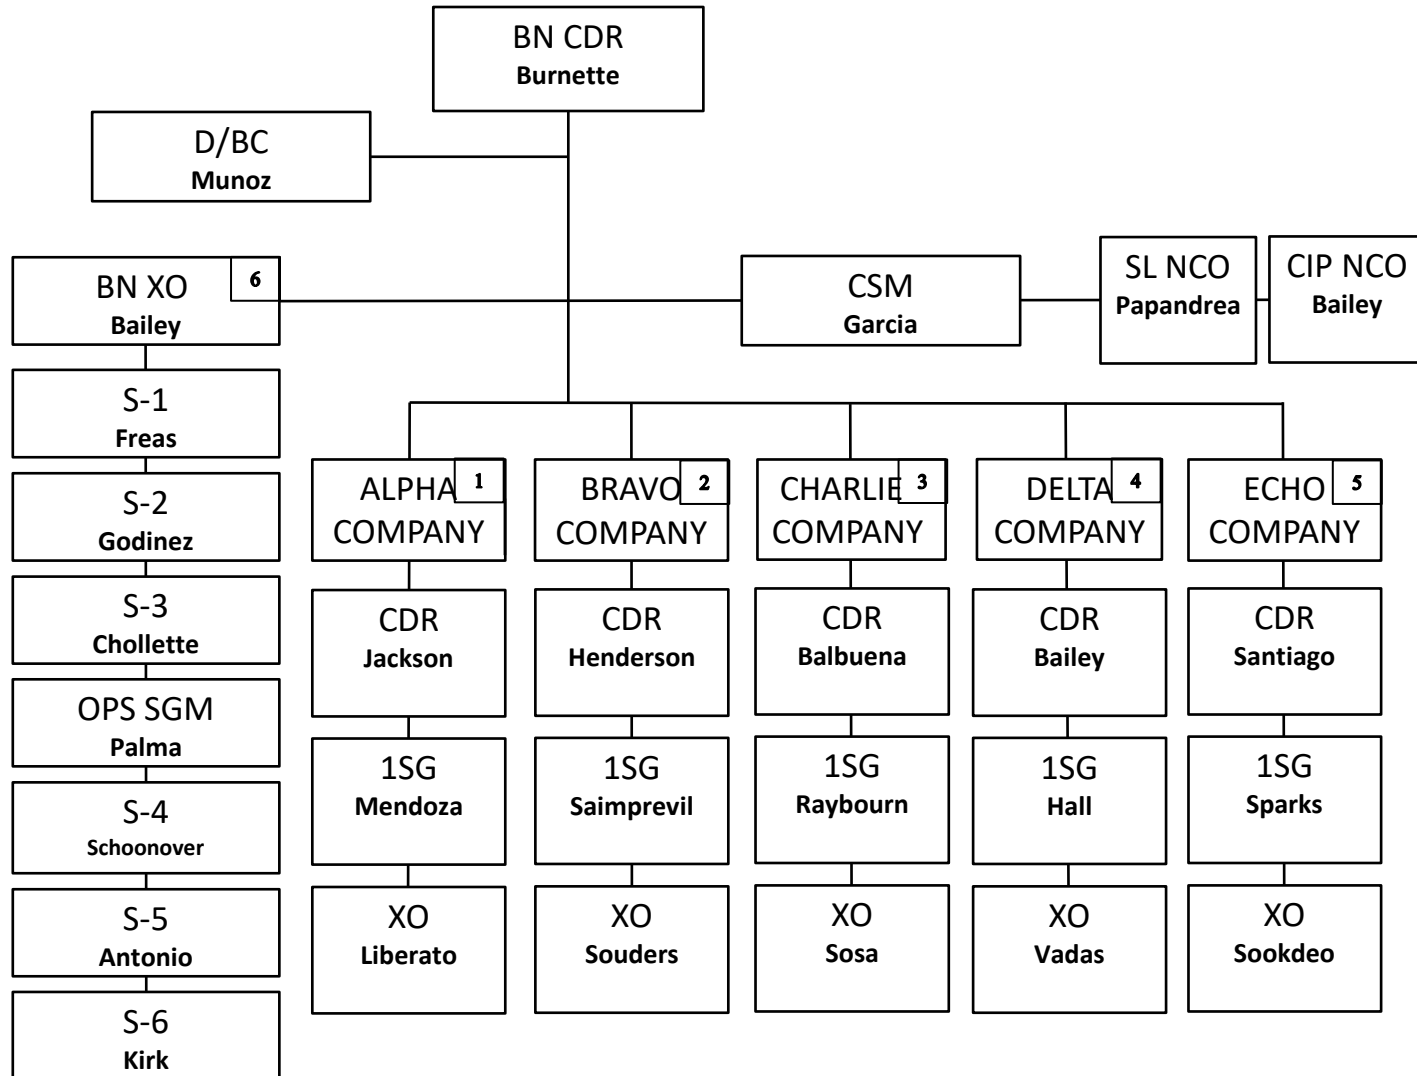 BN CDR
Burnette
D/BC
Munoz
BN XO
6
Bailey
CSM
Garcia
SL NCO
Papandrea
CIP NCO
Bailey
S-1
Freas
S-2
Godinez
S-3
Chollette
OPS SGM
Palma
S-4
Schoonover
S-5
Antonio
S-6
Kirk
ALPHA
1
COMPANY
CDR
Jackson
1SG
Mendoza
XO
Liberato
BRAVO
2
COMPANY
CDR
Henderson
1SG
Saimprevil
XO
Souders
CHARLIE
3
COMPANY
CDR
Balbuena
1SG
Raybourn
XO
Sosa
DELTA
4
COMPANY
CDR
Bailey
1SG
Hall
XO
Vadas
ECHO
5
COMPANY
CDR
Santiago
1SG
Sparks
XO
Sookdeo